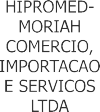 HIPROMED-
MORIAH
COMERCIO,
IMPORTACAO
E SERVICOS
LTDA